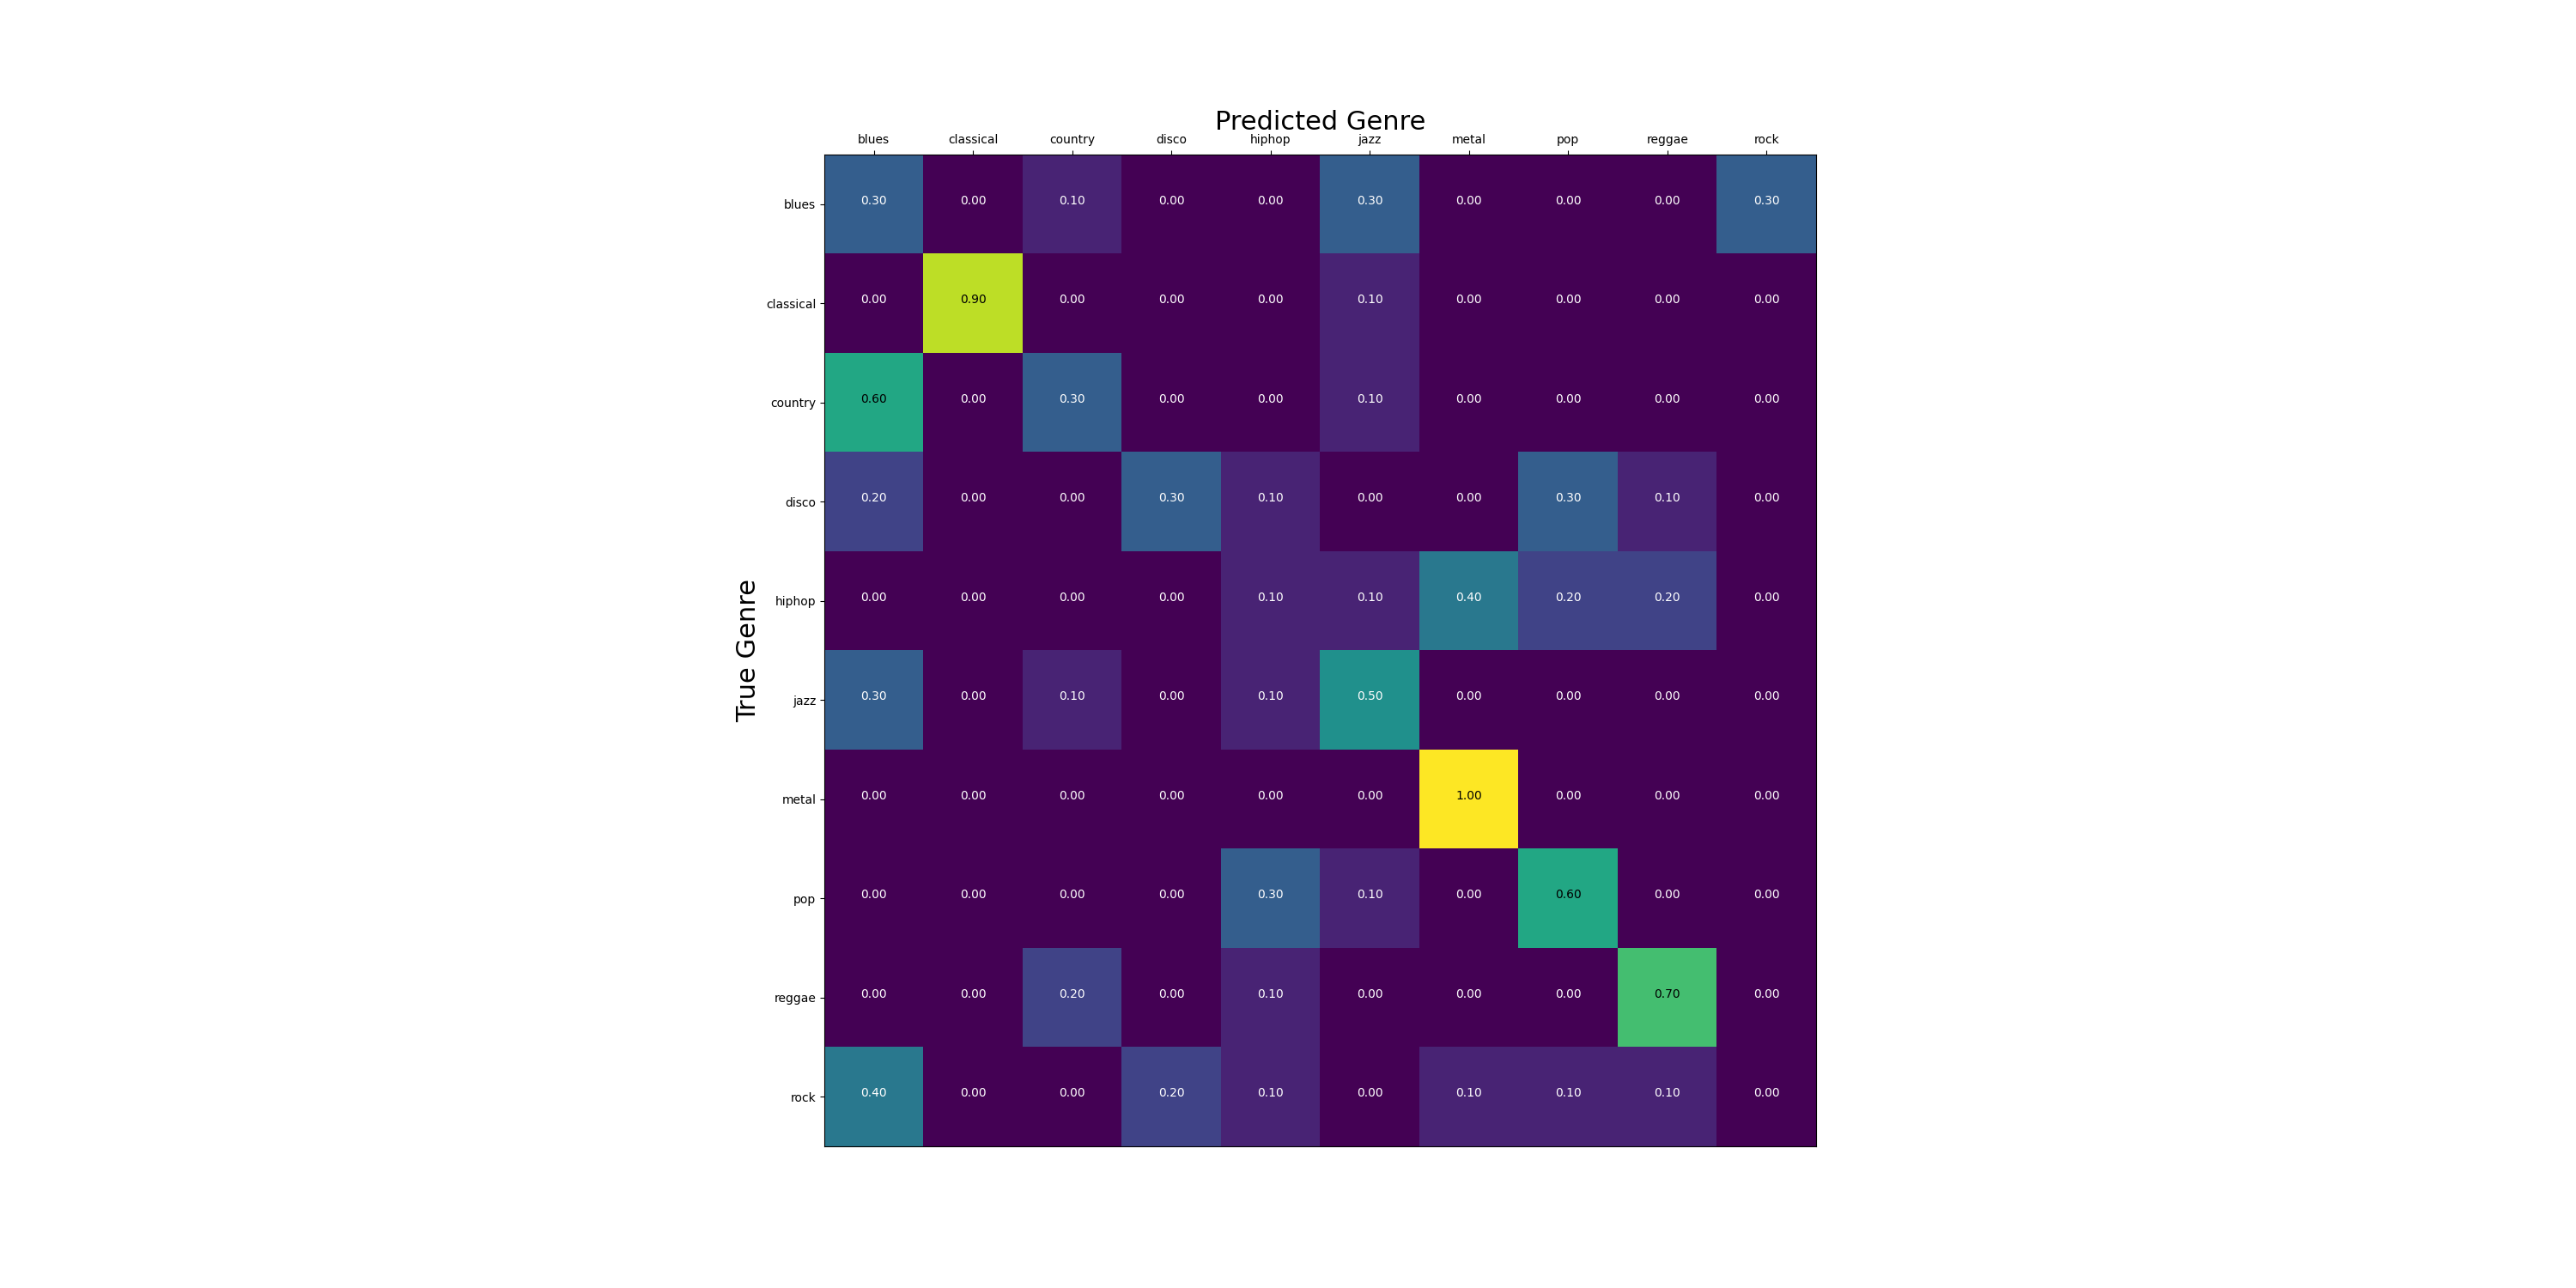 Predicted Genre
blues classical country disco hiphop jazz metal pop reggae rock
blues 0.30 0.00 0.10 0.00 0.00 0.30 0.00 0.00 0.00 0.30
classical 0.00 0.90 0.00 0.00 0.00 0.10 0.00 0.00 0.00 0.00
country 0.60 0.00 0.30 0.00 0.00 0.10 0.00 0.00 0.00 0.00
disco 0.20 0.00 0.00 0.30 0.10 0.00 0.00 0.30 0.10 0.00
hiphop 0.00 0.00 0.00 0.00 0.10 0.10 0.40 0.20 0.20 0.00
True Genre
jazz 0.30 0.00 0.10 0.00 0.10 0.50 0.00 0.00 0.00 0.00
metal 0.00 0.00 0.00 0.00 0.00 0.00 1.00 0.00 0.00 0.00
pop 0.00 0.00 0.00 0.00 0.30 0.10 0.00 0.60 0.00 0.00
reggae 0.00 0.00 0.20 0.00 0.10 0.00 0.00 0.00 0.70 0.00
rock 0.40 0.00 0.00 0.20 0.10 0.00 0.10 0.10 0.10 0.00